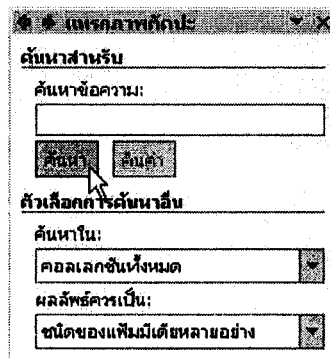 แทรกภาพตัดปะ
ค้นหาสำหรับ
ค้นหาข้อความ:
ค้นหา คืนค่า
ตัวเลือกการค้นหาอื่น
ค้นหาใน:
คอลเลกชันทั้งหมด
ผลลัพธ์ควรเป็น:
ชนิดของแฟ้มมีเดียหลายอย่าง